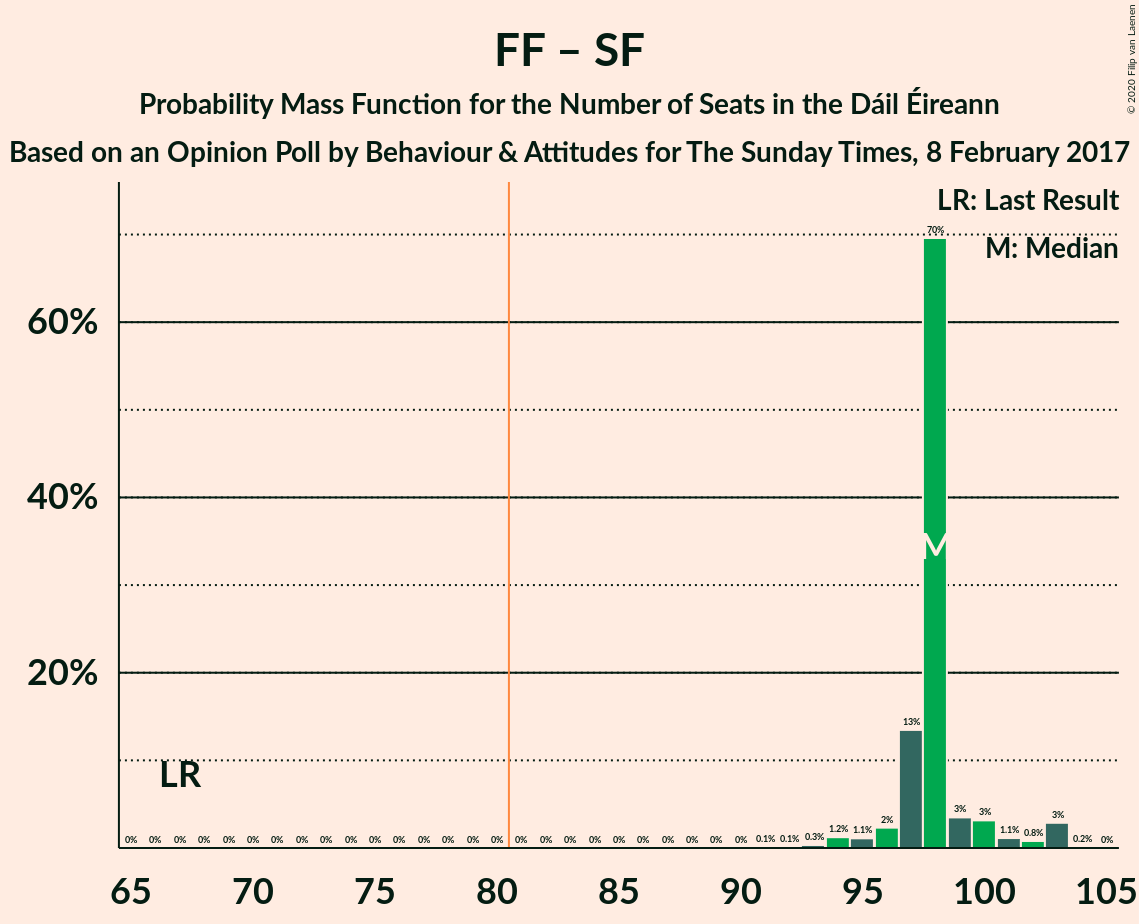 FF – SF
Probability Mass Function for the Number of Seats in the Dáil Éireann
Based on an Opinion Poll by Behaviour & Attitudes for The Sunday Times, 8 February 2017
© 2020 Filip van Laenen
LR: Last Result
M: Median
70%
60%
40%
M
20%
13%
LR
0% 0% 0% 0% 0% 0% 0% 0% 0% 0% 0% 0% 0% 0% 0% 0% 0% 0% 0% 0% 0% 0% 0% 0% 0% 0% 0.1% 0.1% 0.3% 1.2% 1.1% 2% 3% 3% 1.1% 0.8% 3% 0.2% 0%
65 70 75 80 85 90 95 100 105